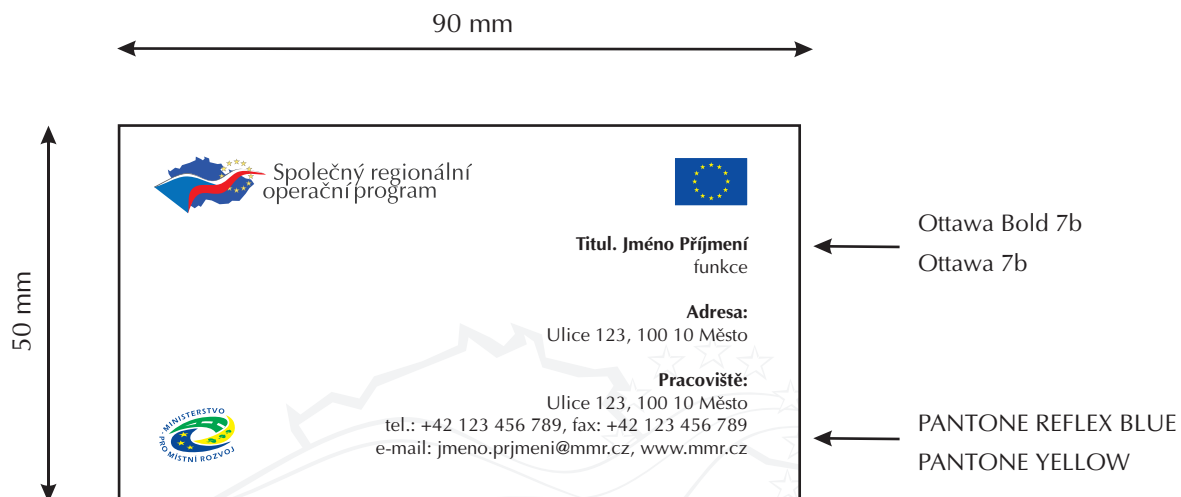 90 mm
50 mm
Společný regionální
operační program
Titul. Jméno Příjmení
funkce
Adresa:
Ulice 123, 100 10 Město
Pracoviště:
Ulice 123, 100 10 Město
tel.: +42 123 456 789, fax: +42 123 456 789
e-mail: jmeno.prjmeni@mmr.cz, www.mmr.cz
MINISTERSTVO
PRO MÍSTNÍ ROZVOJ
Ottawa Bold 7b
Ottawa 7b
PANTONE REFLEX BLUE
PANTONE YELLOW